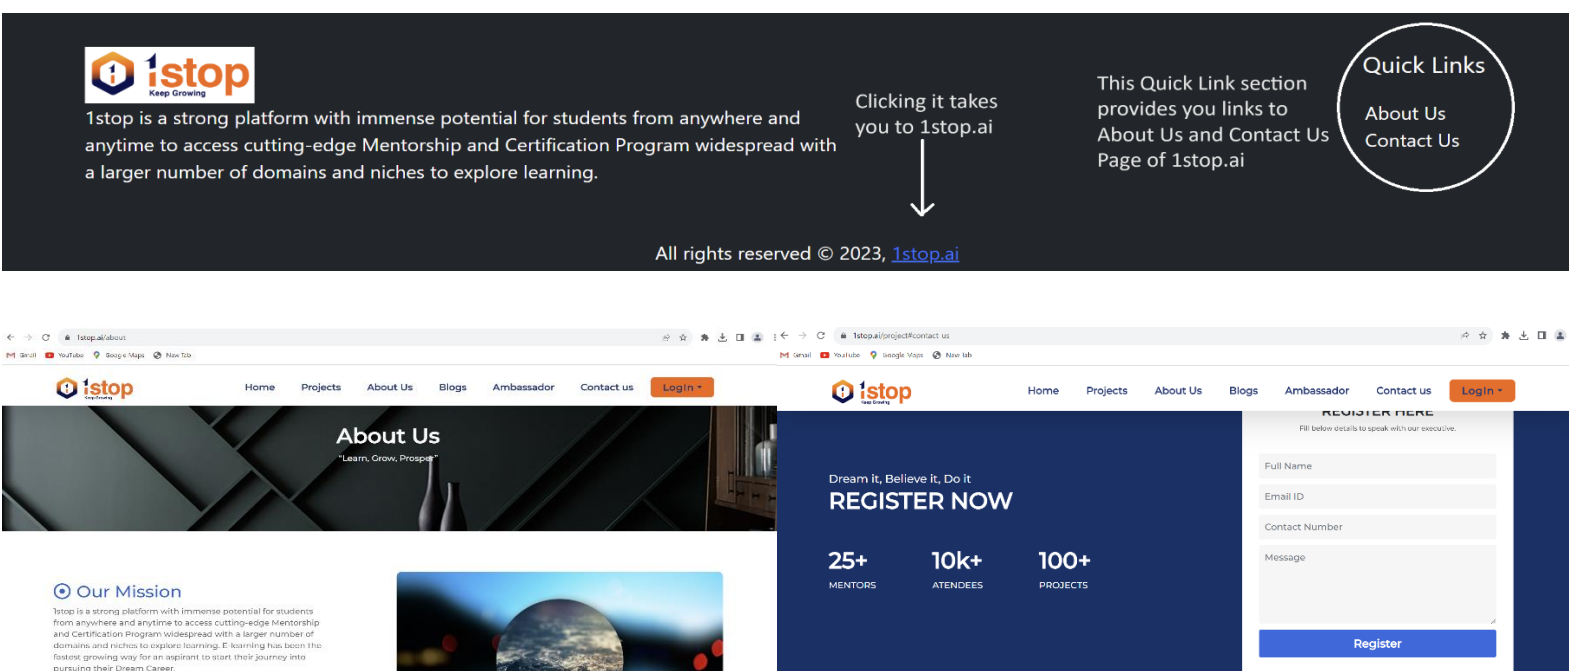 1stop
Keep Growing
1stop is a strong platform with immense potential for students from anywhere and
anytime to access cutting-edge Mentorship and Certification Program widespread with
a larger number of domains and niches to explore learning.
Clicking it takes
you to 1stop.ai
This Quick Link section
provides you links to
About Us and Contact Us
Page of 1stop.ai
Quick Links
About Us
Contact Us
All rights reserved © 2023, 1stop.ai
1stop.ai/about
Gmail YouTube Google Maps New Tab
1stop
Keep Growing
Home Projects About Us Blogs Ambassador Contact us Login
About Us
"Learn, Grow, Prosper"
Our Mission
1stop is a strong platform with immense potential for students
from anywhere and anytime to access cutting-edge Mentorship
and Certification Program widespread with a larger number of
domains and niches to explore learning. E-learning has been the
fastest growing way for an aspirant to start their journey into
pursuing their Dream Career.
1stop.ai/project#contact us
Gmail YouTube Google Maps New Tab
1stop
Keep Growing
Home Projects About Us Blogs Ambassador Contact us Login
REGISTER HERE
Fill below details to speak with our executive.
Full Name
Email ID
Contact Number
Message
Register
Dream it, Believe it, Do it
REGISTER NOW
25+ 10k+ 100+
MENTORS ATENDEES PROJECTS